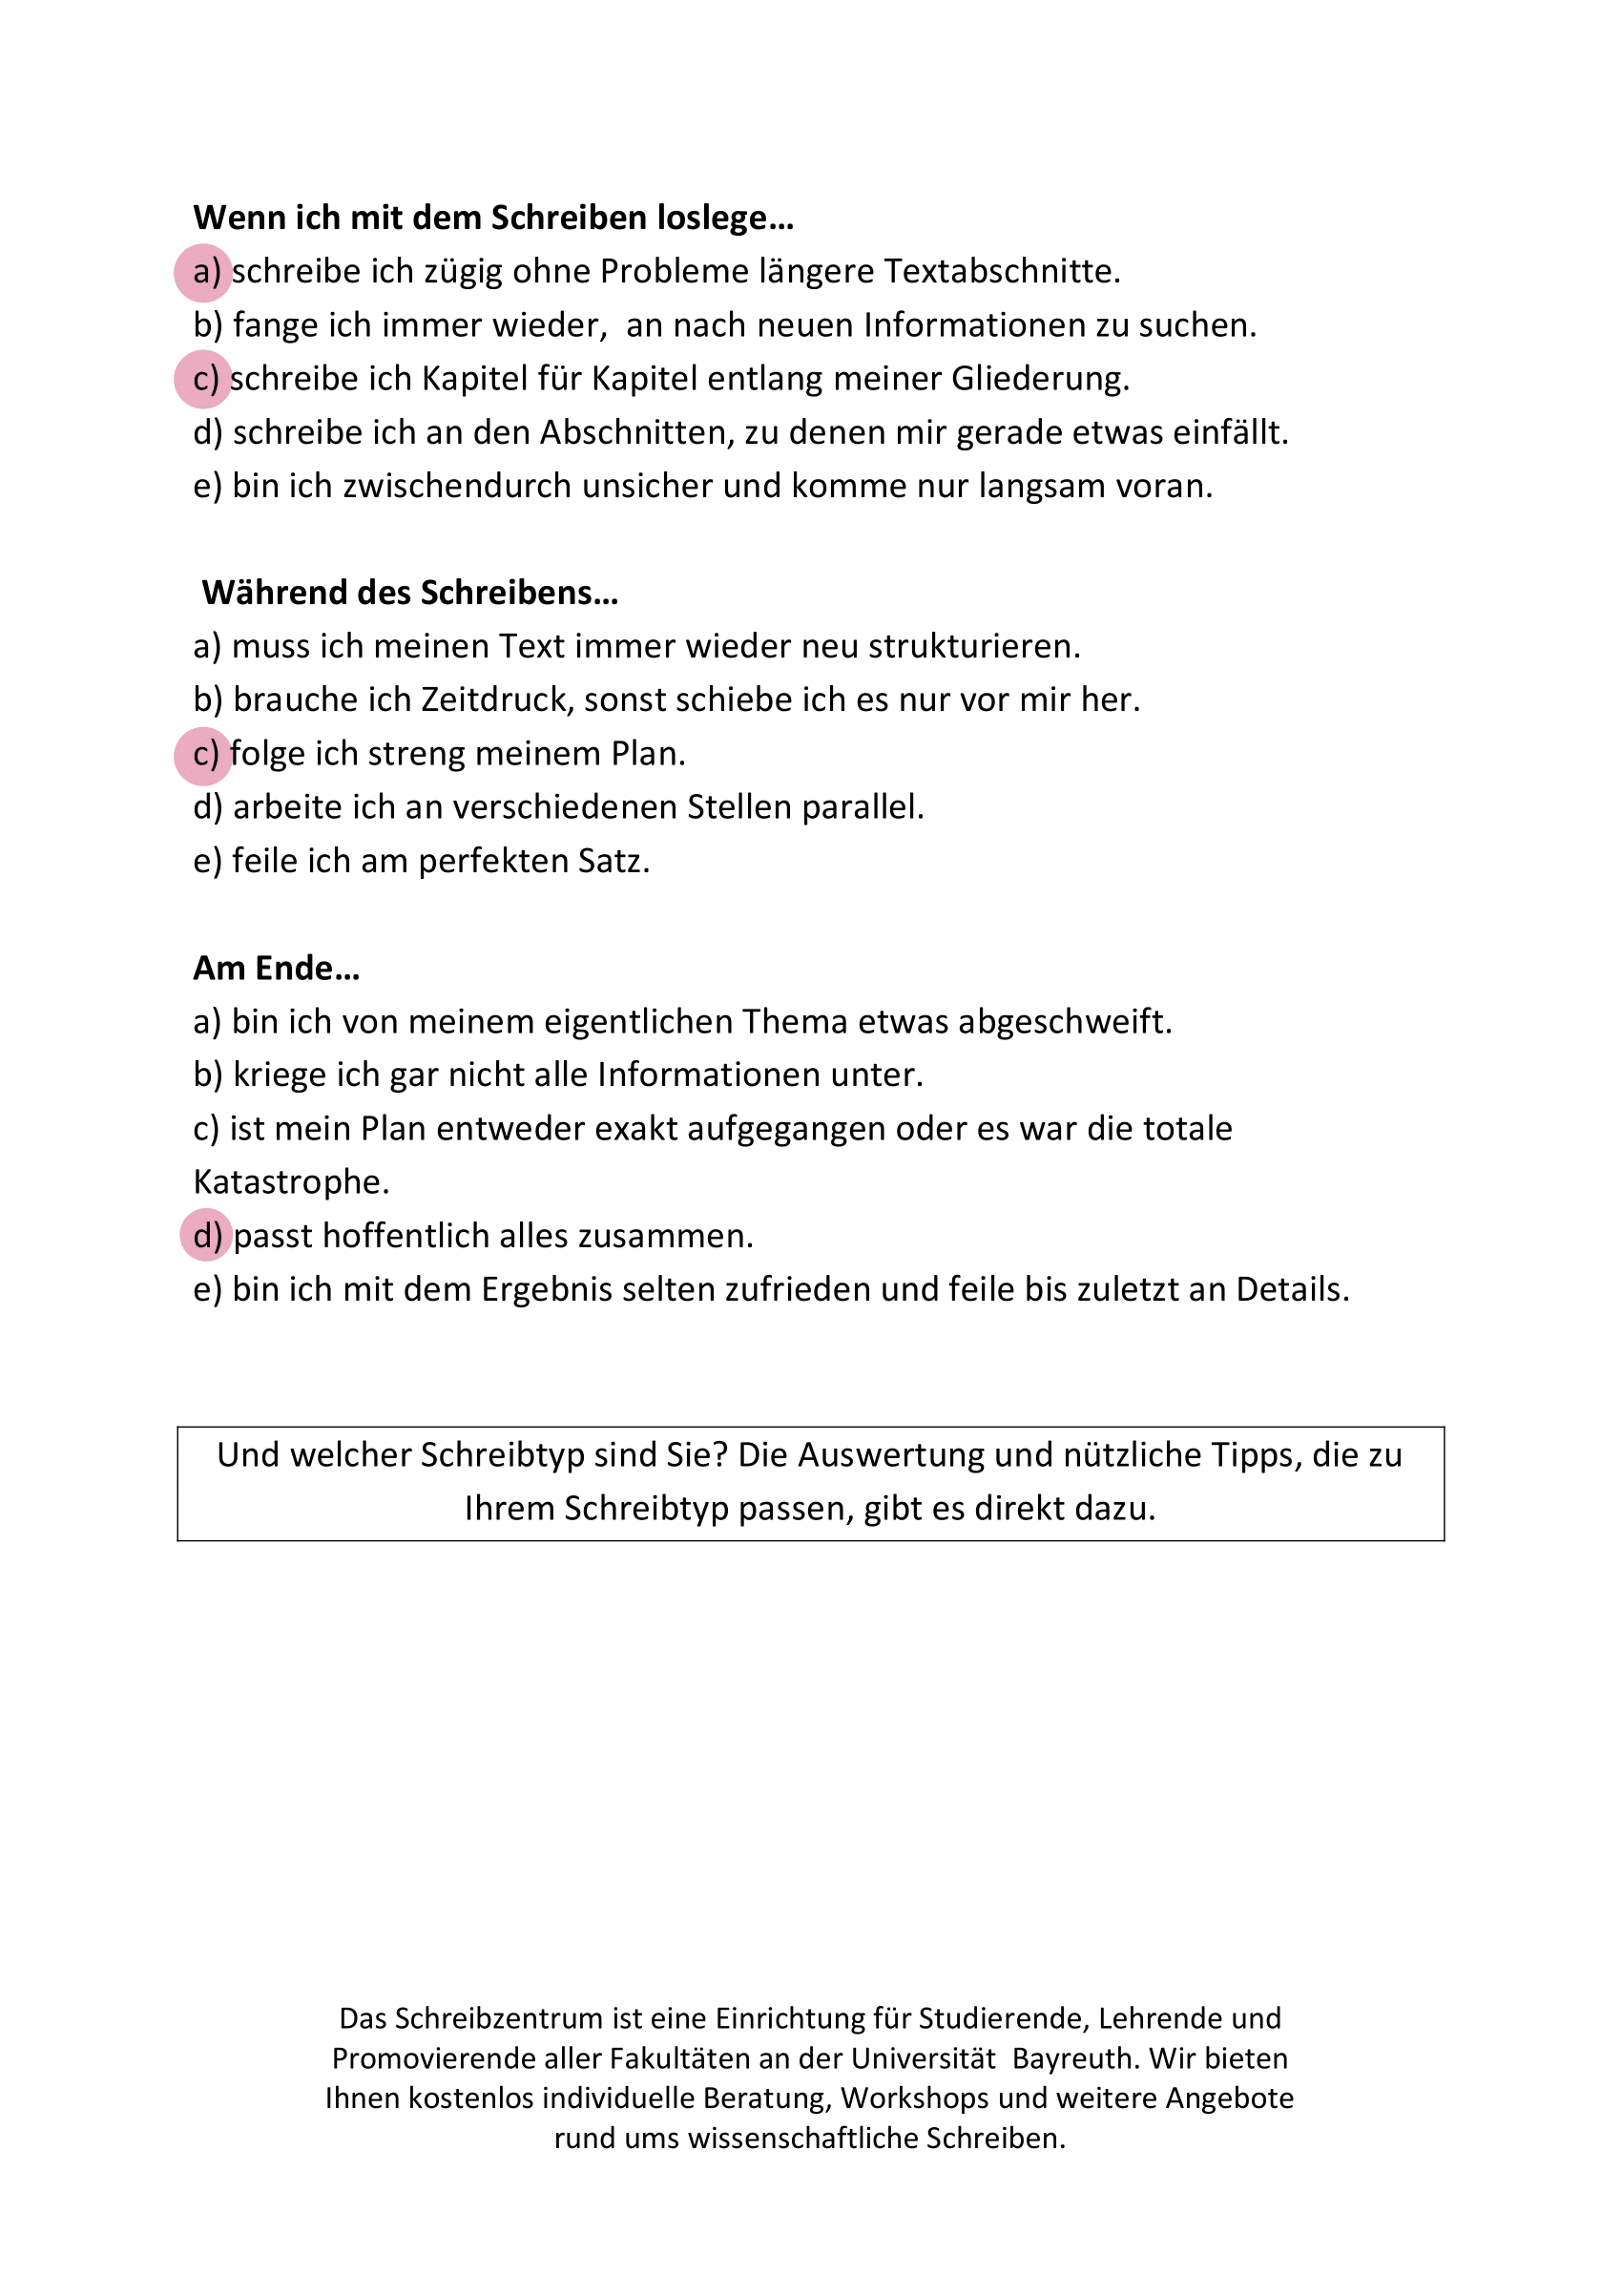 Wenn ich mit dem Schreiben loslege…
a) schreibe ich zügig ohne Probleme längere Textabschnitte.
b) fange ich immer wieder,  an nach neuen Informationen zu suchen.
c) schreibe ich Kapitel für Kapitel entlang meiner Gliederung.
d) schreibe ich an den Abschnitten, zu denen mir gerade etwas einfällt.
e) bin ich zwischendurch unsicher und komme nur langsam voran.
Während des Schreibens…
a) muss ich meinen Text immer wieder neu strukturieren.
b) brauche ich Zeitdruck, sonst schiebe ich es nur vor mir her.
c) folge ich streng meinem Plan.
d) arbeite ich an verschiedenen Stellen parallel.
e) feile ich am perfekten Satz.
Am Ende…
a) bin ich von meinem eigentlichen Thema etwas abgeschweift.
b) kriege ich gar nicht alle Informationen unter.
c) ist mein Plan entweder exakt aufgegangen oder es war die totale
Katastrophe.
d) passt hoffentlich alles zusammen.
e) bin ich mit dem Ergebnis selten zufrieden und feile bis zuletzt an Details.
Und welcher Schreibtyp sind Sie? Die Auswertung und nützliche Tipps, die zu
Ihrem Schreibtyp passen, gibt es direkt dazu.
Das Schreibzentrum ist eine Einrichtung für Studierende, Lehrende und
Promovierende aller Fakultäten an der Universität  Bayreuth. Wir bieten
Ihnen kostenlos individuelle Beratung, Workshops und weitere Angebote
rund ums wissenschaftliche Schreiben.